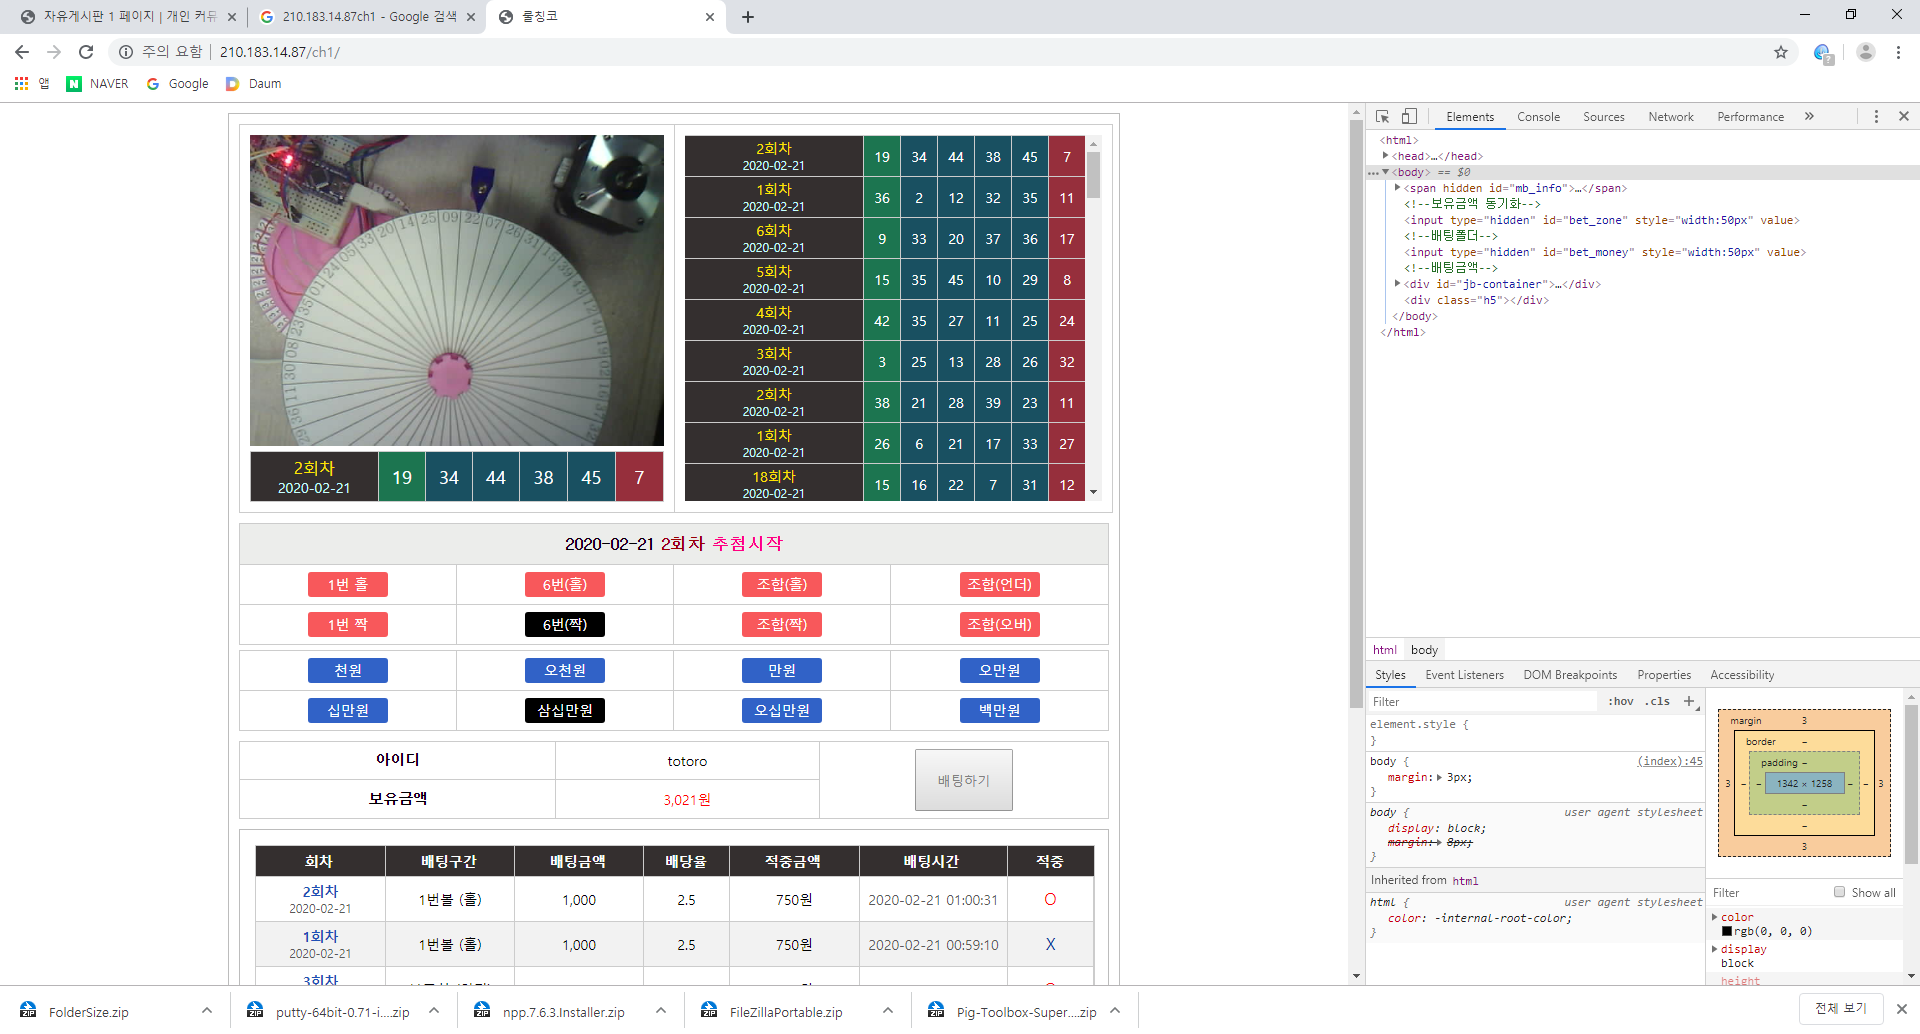 자유게시판 1 페이지 | 개인 커뮤
210.183.14.87ch1 - Google 검색
룰칭코
주의 요함
210.183.14.87/ch1/
앱
NAVER
Google
Daum
25 09 22 07
2회차 2020-02-21 19 34 44 38 45 7
2회차 2020-02-21 19 34 44 38 45 7
1회차 2020-02-21 36 2 12 32 35 11
6회차 2020-02-21 9 33 20 37 36 17
5회차 2020-02-21 15 35 45 10 29 8
4회차 2020-02-21 42 35 27 11 25 24
3회차 2020-02-21 3 25 13 28 26 32
2회차 2020-02-21 38 21 28 39 23 11
1회차 2020-02-21 26 6 21 17 33 27
18회차 2020-02-21 15 16 22 7 31 12
2020-02-21 2회차 추첨시작
1번 홀 6번(홀) 조합(홀) 조합(언더)
1번 짝 6번(짝) 조합(짝) 조합(오버)
천원 오천원 만원 오만원
십만원 삼십만원 오십만원 백만원
아이디 totoro
보유금액 3,021원
배팅하기
회차 배팅구간 배팅금액 배당율 적중금액 배팅시간 적중
2회차 2020-02-21 1번볼 (홀) 1,000 2.5 750원 2020-02-21 01:00:31 O
1회차 2020-02-21 1번볼 (홀) 1,000 2.5 750원 2020-02-21 00:59:10 X
3회차
Elements Console Sources Network Performance »
<html>
<head>…</head>
<body> == $0
<span hidden id="mb_info">…</span>
<!--보유금액 동기화-->
<input type="hidden" id="bet_zone" style="width:50px" value>
<!--배팅폴더-->
<input type="hidden" id="bet_money" style="width:50px" value>
<!--배팅금액-->
<div id="jb-container">…</div>
<div class="h5"></div>
</body>
</html>
html body
Styles Event Listeners DOM Breakpoints Properties Accessibility
Filter :hov .cls +
element.style {
}
body { (index):45
margin: 3px;
}
body { user agent stylesheet
display: block;
margin: 8px;
}
Inherited from html
html { user agent stylesheet
color: -internal-root-color;
}
margin 3
border –
padding –
3 – – 1342 × 1258 – – 3
–
–
3
Filter Show all
color
rgb(0, 0, 0)
display
block
height
FolderSize.zip
putty-64bit-0.71-i....zip
npp.7.6.3.Installer.zip
FileZillaPortable.zip
Pig-Toolbox-Super....zip
전체 보기